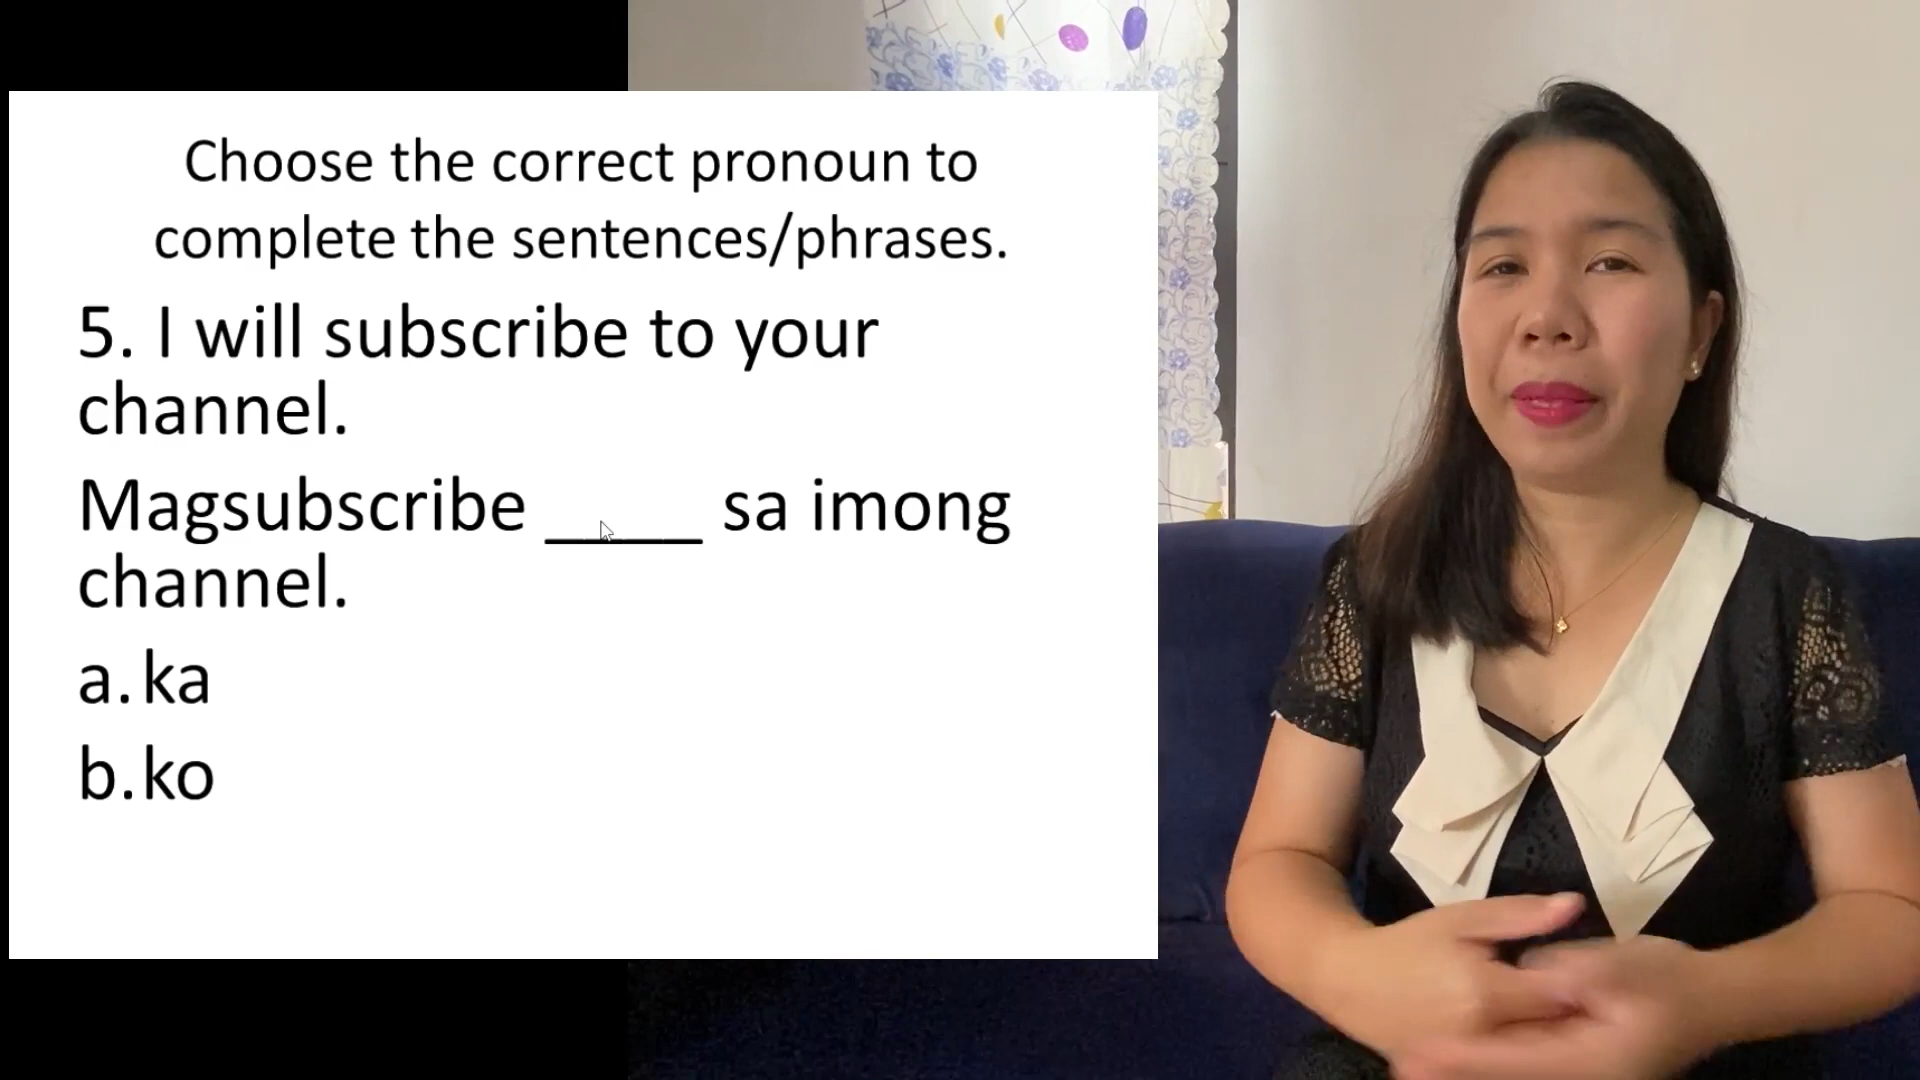 Choose the correct pronoun to
complete the sentences/phrases.
5. I will subscribe to your
channel.
Magsubscribe _____ sa imong
channel.
a. ka
b. ko